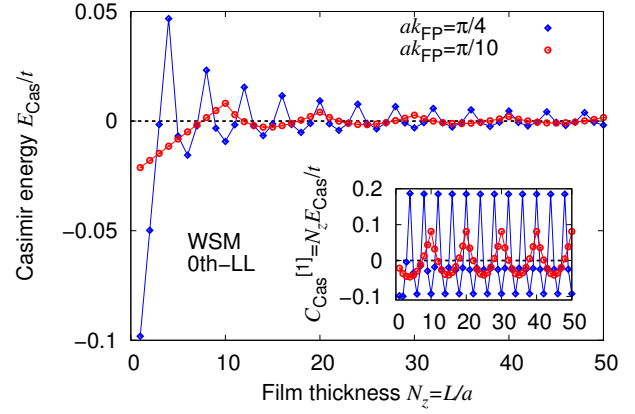 0.05
0
−0.05
−0.1
Casimir energy E_Cas/t
ak_FP=π/4
ak_FP=π/10
WSM
0th−LL
0.2
0.1
0
−0.1
C_Cas^[1]=N_zE_Cas/t
0 10 20 30 40 50
0 10 20 30 40 50
Film thickness N_z=L/a